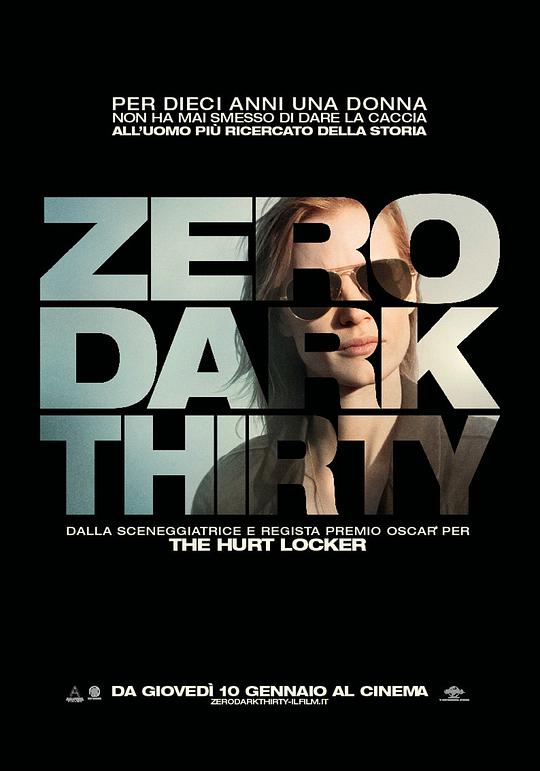 PER DIECI ANNI UNA DONNA
NON HA MAI SMESSO DI DARE LA CACCIA
ALL'UOMO PIÙ RICERCATO DELLA STORIA
ZERO
DARK
THIRTY
DALLA SCENEGGIATRICE E REGISTA PREMIO OSCAR® PER
THE HURT LOCKER
DA GIOVEDÌ 10 GENNAIO AL CINEMA
ZERODARKTHIRTY-ILFILM.IT